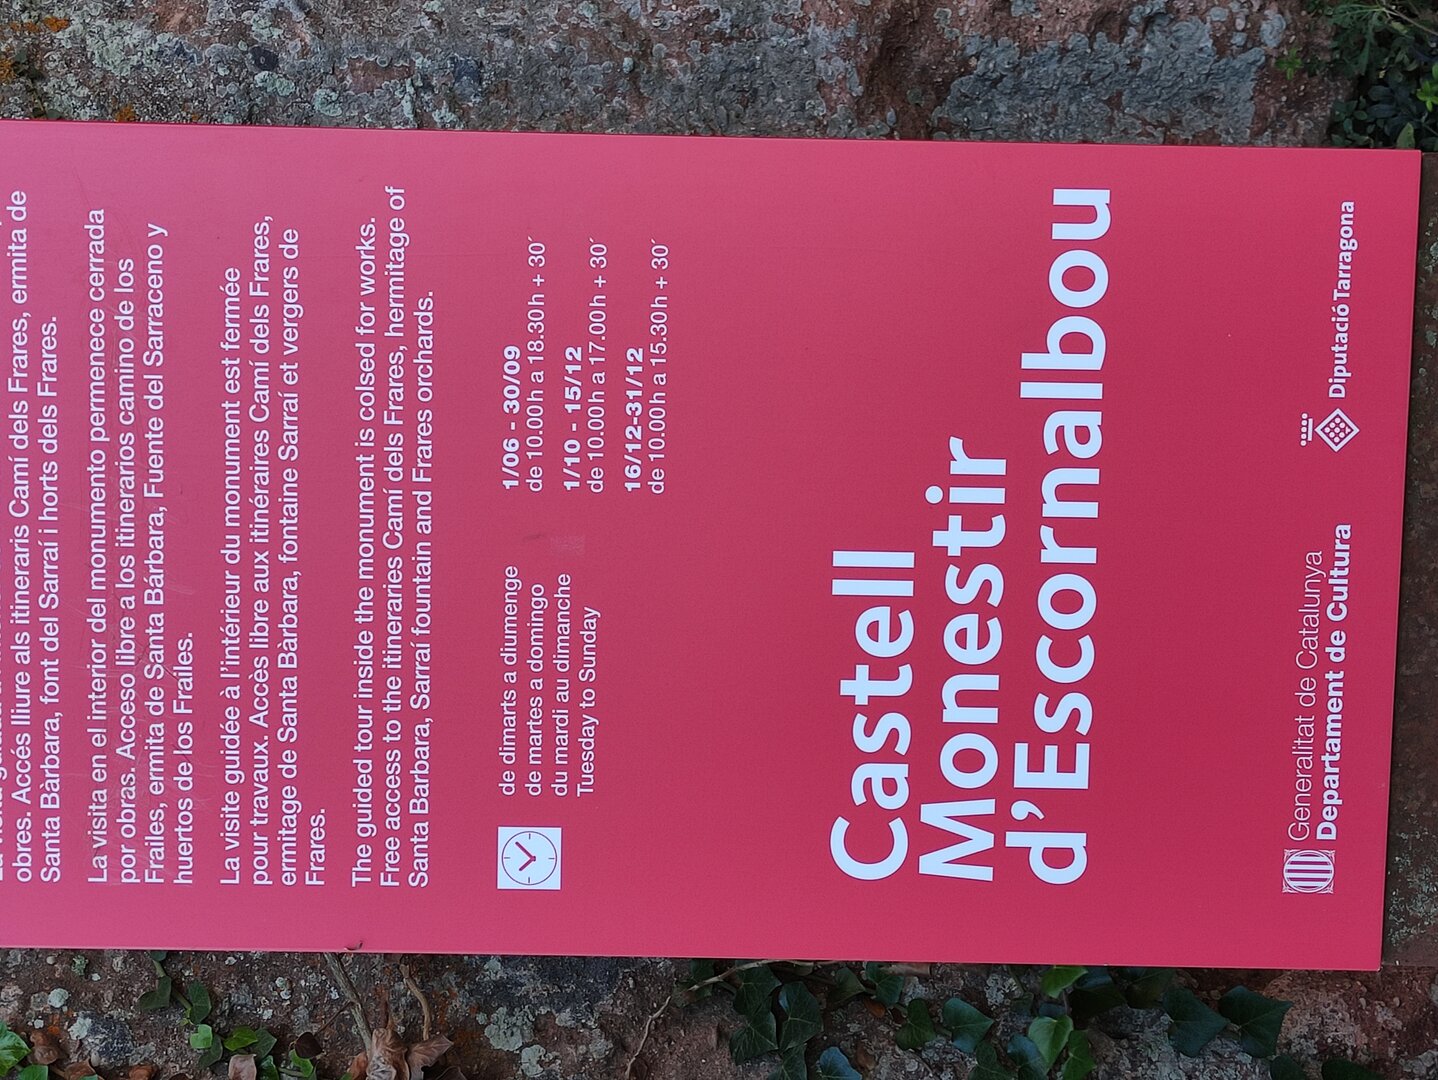 obres. Accés lliure als itineraris Camí dels Frares, ermita de
Santa Bàrbara, font del Sarraí i horts dels Frares.
La visita en el interior del monumento permenece cerrada
por obras. Acceso libre a los itinerarios camino de los
Frailes, ermita de Santa Bárbara, Fuente del Sarraceno y
huertos de los Frailes.
La visite guidée à l'intérieur du monument est fermée
pour travaux. Accès libre aux itinéraires Camí dels Frares,
ermitage de Santa Bàrbara, fontaine Sarraí et vergers de
Frares.
The guided tour inside the monument is colsed for works.
Free access to the itineraries Camí dels Frares, hermitage of
Santa Barbara, Sarraí fountain and Frares orchards.
de dimarts a diumenge
de martes a domingo
du mardi au dimanche
Tuesday to Sunday
1/06 - 30/09
de 10.00h a 18.30h + 30´
1/10 - 15/12
de 10.00h a 17.00h + 30´
16/12-31/12
de 10.00h a 15.30h + 30´
Castell
Monestir
d'Escornalbou
Generalitat de Catalunya
Departament de Cultura
Diputació Tarragona